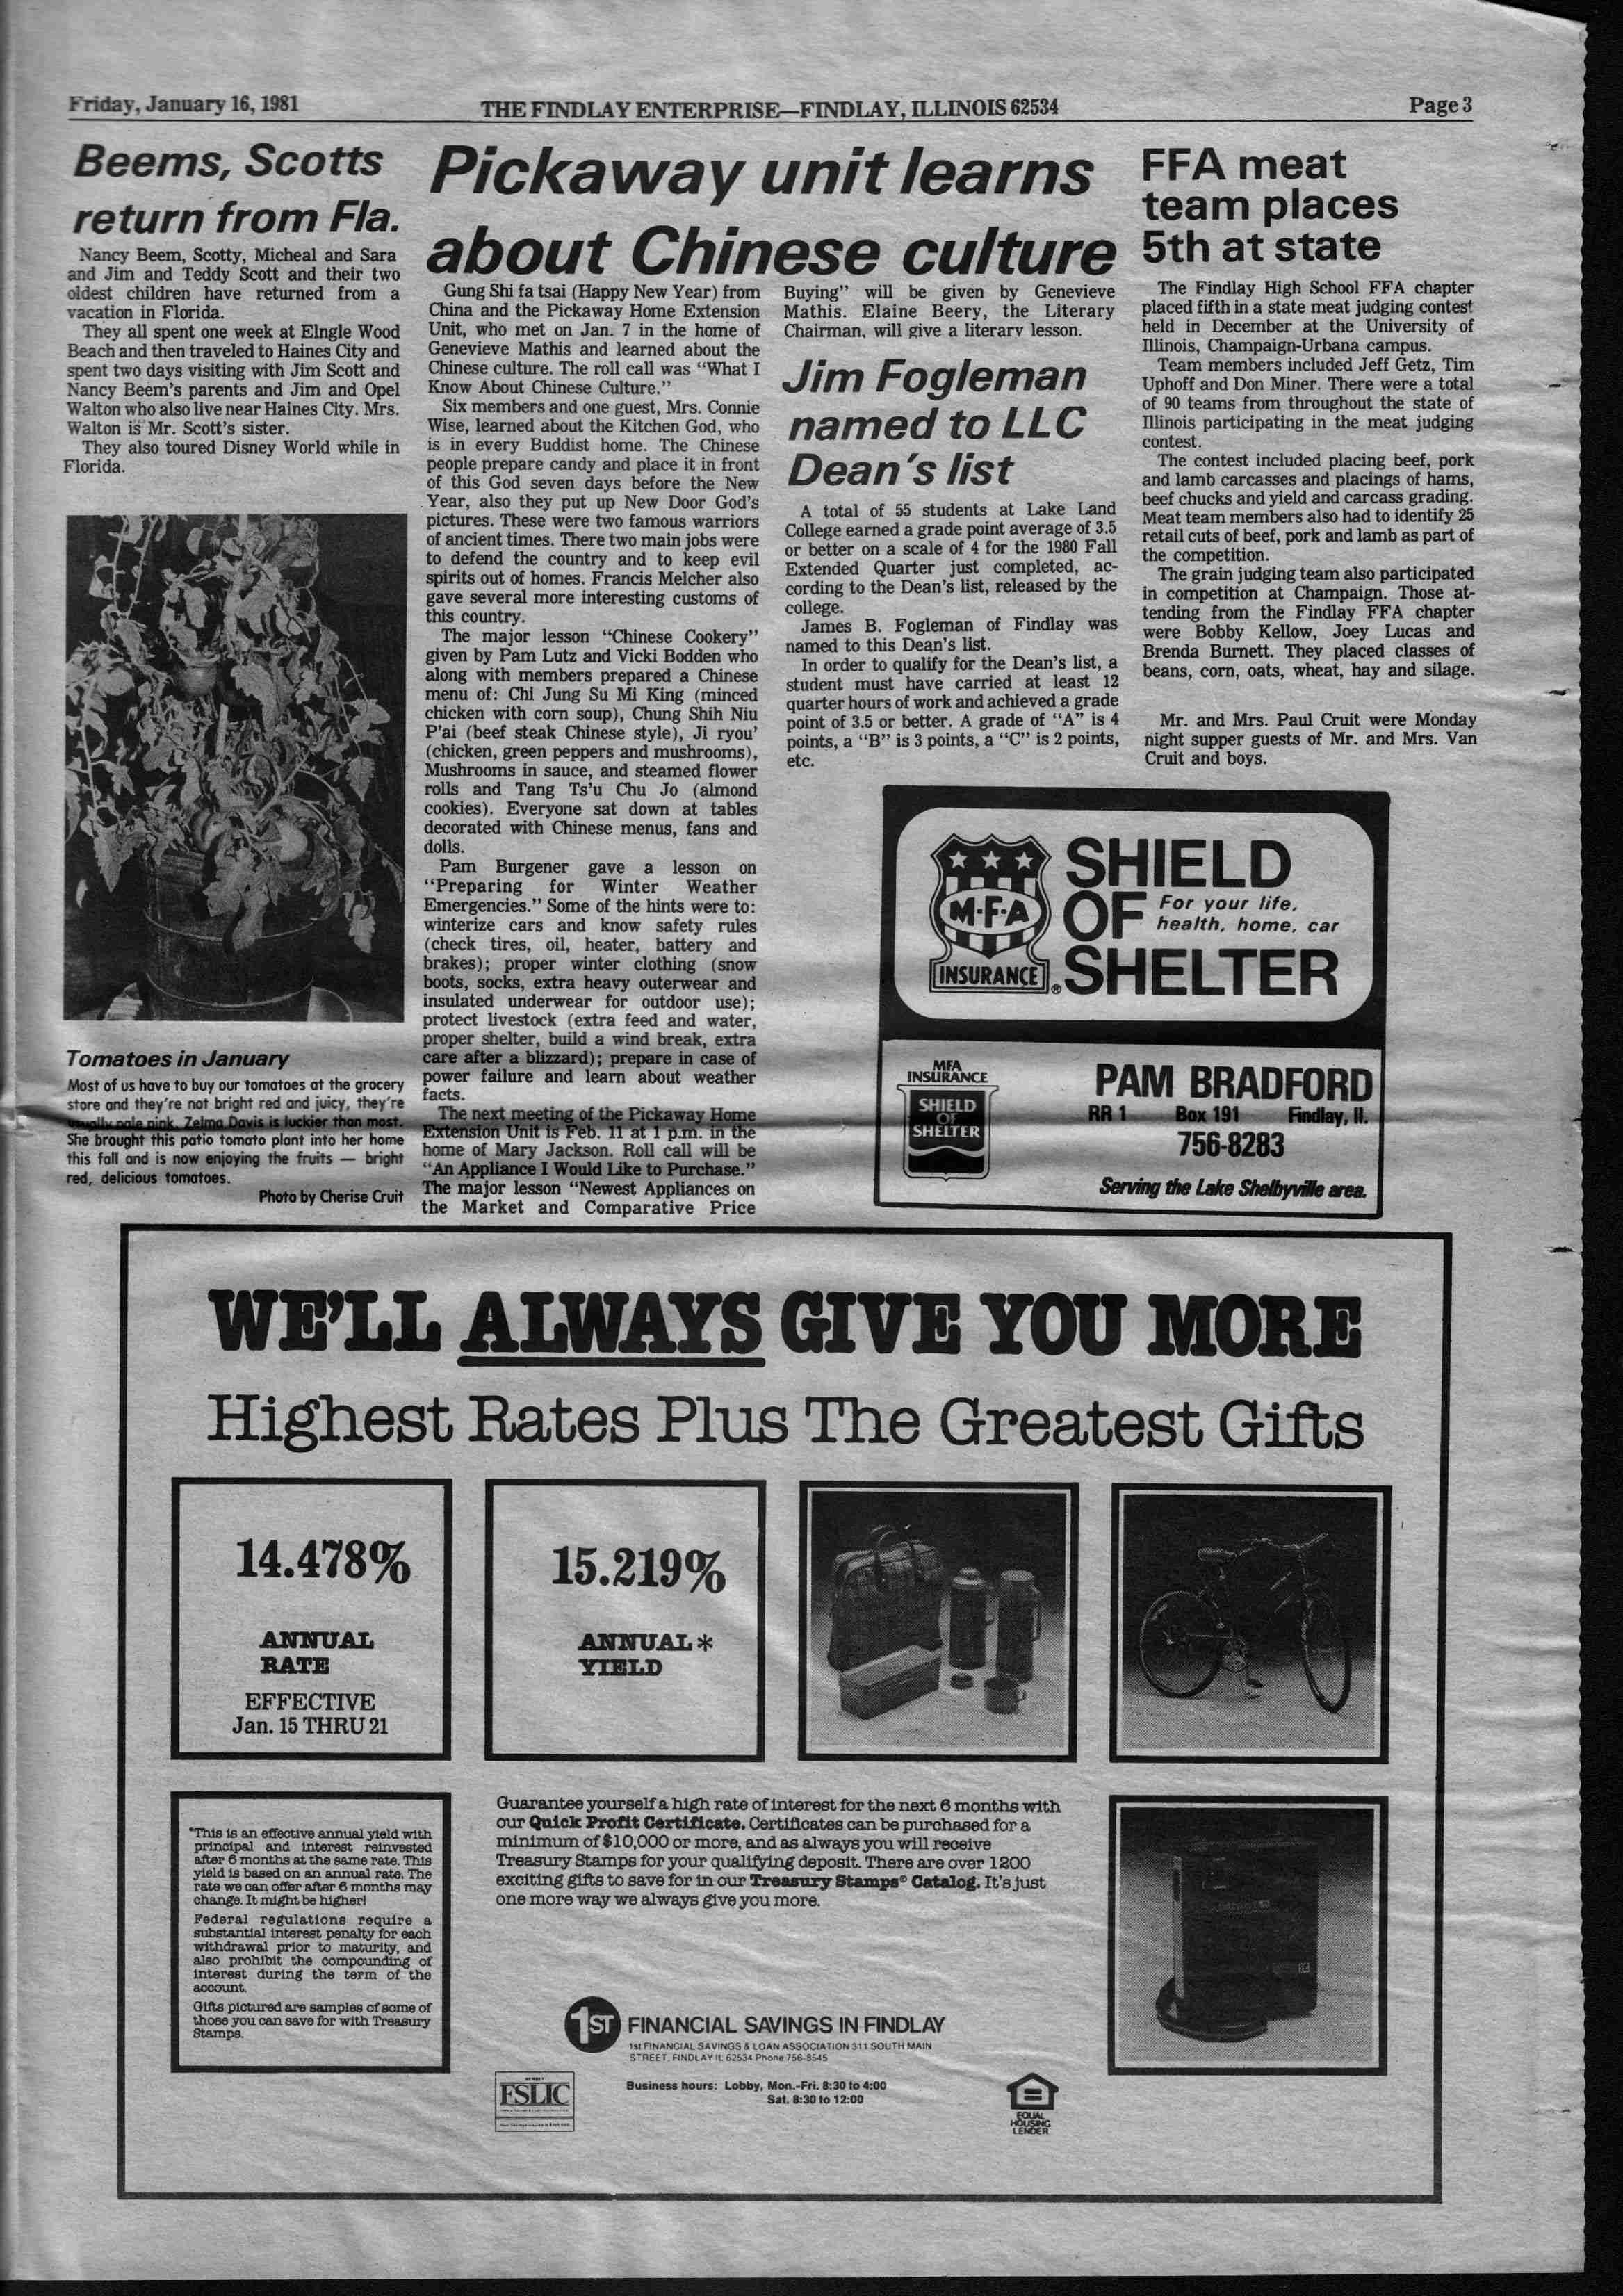 Friday, January 16, 1981
THE FINDLAY ENTERPRISE—FINDLAY, ILLINOIS 62534
Page 3
Beems, Scotts
return from Fla.
Nancy Beem, Scotty, Micheal and Sara
and Jim and Teddy Scott and their two
oldest children have returned from a
vacation in Florida.
They all spent one week at Elngle Wood
Beach and then traveled to Haines City and
spent two days visiting with Jim Scott and
Nancy Beem's parents and Jim and Opel
Walton who also live near Haines City. Mrs.
Walton is Mr. Scott's sister.
They also toured Disney World while in
Florida.
Tomatoes in January
Most of us have to buy our tomatoes at the grocery
store and they're not bright red and juicy, they're
usually pale pink. Zelma Davis is luckier than most.
She brought this patio tomato plant into her home
this fall and is now enjoying the fruits — bright
red, delicious tomatoes.
Photo by Cherise Cruit
Pickaway unit learns
about Chinese culture
Gung Shi fa tsai (Happy New Year) from
China and the Pickaway Home Extension
Unit, who met on Jan. 7 in the home of
Genevieve Mathis and learned about the
Chinese culture. The roll call was "What I
Know About Chinese Culture."
Six members and one guest, Mrs. Connie
Wise, learned about the Kitchen God, who
is in every Buddist home. The Chinese
people prepare candy and place it in front
of this God seven days before the New
Year, also they put up New Door God's
pictures. These were two famous warriors
of ancient times. There two main jobs were
to defend the country and to keep evil
spirits out of homes. Francis Melcher also
gave several more interesting customs of
this country.
The major lesson "Chinese Cookery"
given by Pam Lutz and Vicki Bodden who
along with members prepared a Chinese
menu of: Chi Jung Su Mi King (minced
chicken with corn soup), Chung Shih Niu
P'ai (beef steak Chinese style), Ji ryou'
(chicken, green peppers and mushrooms),
Mushrooms in sauce, and steamed flower
rolls and Tang Ts'u Chu Jo (almond
cookies). Everyone sat down at tables
decorated with Chinese menus, fans and
dolls.
Pam Burgener gave a lesson on
"Preparing for Winter Weather
Emergencies." Some of the hints were to:
winterize cars and know safety rules
(check tires, oil, heater, battery and
brakes); proper winter clothing (snow
boots, socks, extra heavy outerwear and
insulated underwear for outdoor use);
protect livestock (extra feed and water,
proper shelter, build a wind break, extra
care after a blizzard); prepare in case of
power failure and learn about weather
facts.
The next meeting of the Pickaway Home
Extension Unit is Feb. 11 at 1 p.m. in the
home of Mary Jackson. Roll call will be
"An Appliance I Would Like to Purchase."
The major lesson "Newest Appliances on
the Market and Comparative Price
Buying" will be given by Genevieve
Mathis. Elaine Beery, the Literary
Chairman, will give a literary lesson.
Jim Fogleman
named to LLC
Dean's list
A total of 55 students at Lake Land
College earned a grade point average of 3.5
or better on a scale of 4 for the 1980 Fall
Extended Quarter just completed, ac-
cording to the Dean's list, released by the
college.
James B. Fogleman of Findlay was
named to this Dean's list.
In order to qualify for the Dean's list, a
student must have carried at least 12
quarter hours of work and achieved a grade
point of 3.5 or better. A grade of "A" is 4
points, a "B" is 3 points, a "C" is 2 points,
etc.
FFA meat
team places
5th at state
The Findlay High School FFA chapter
placed fifth in a state meat judging contest
held in December at the University of
Illinois, Champaign-Urbana campus.
Team members included Jeff Getz, Tim
Uphoff and Don Miner. There were a total
of 90 teams from throughout the state of
Illinois participating in the meat judging
contest.
The contest included placing beef, pork
and lamb carcasses and placings of hams,
beef chucks and yield and carcass grading.
Meat team members also had to identify 25
retail cuts of beef, pork and lamb as part of
the competition.
The grain judging team also participated
in competition at Champaign. Those at-
tending from the Findlay FFA chapter
were Bobby Kellow, Joey Lucas and
Brenda Burnett. They placed classes of
beans, corn, oats, wheat, hay and silage.
Mr. and Mrs. Paul Cruit were Monday
night supper guests of Mr. and Mrs. Van
Cruit and boys.
M·F·A
INSURANCE ®
SHIELD
OF
For your life,
health, home, car
SHELTER
MFA
INSURANCE
SHIELD
OF
SHELTER
PAM BRADFORD
RR 1 Box 191 Findlay, Il.
756-8283
Serving the Lake Shelbyville area.
WE'LL ALWAYS GIVE YOU MORE
Highest Rates Plus The Greatest Gifts
14.478%
ANNUAL
RATE
EFFECTIVE
Jan. 15 THRU 21
15.219%
ANNUAL*
YIELD
*This is an effective annual yield with
principal and interest reinvested
after 6 months at the same rate. This
yield is based on an annual rate. The
rate we can offer after 6 months may
change. It might be higher!
Federal regulations require a
substantial interest penalty for each
withdrawal prior to maturity, and
also prohibit the compounding of
interest during the term of the
account.
Gifts pictured are samples of some of
those you can save for with Treasury
Stamps.
Guarantee yourself a high rate of interest for the next 6 months with
our Quick Profit Certificate. Certificates can be purchased for a
minimum of $10,000 or more, and as always you will receive
Treasury Stamps for your qualifying deposit. There are over 1200
exciting gifts to save for in our Treasury Stamps® Catalog. It's just
one more way we always give you more.
1ST FINANCIAL SAVINGS IN FINDLAY
1st FINANCIAL SAVINGS & LOAN ASSOCIATION 311 SOUTH MAIN
STREET, FINDLAY IL 62534 Phone 756-8545
Business hours: Lobby, Mon.-Fri. 8:30 to 4:00
Sat. 8:30 to 12:00
FSLIC
EQUAL
HOUSING
LENDER